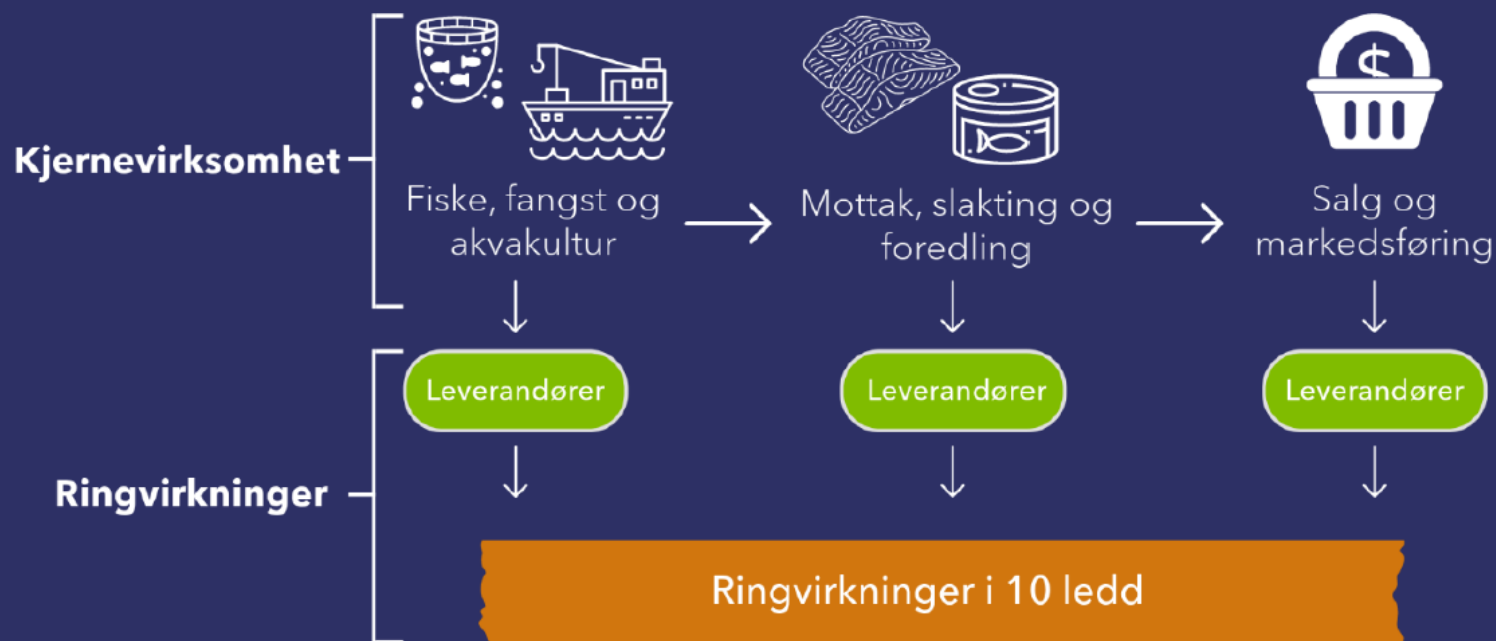 Kjernevirksomhet
Fiske, fangst og
akvakultur
Mottak, slakting og
foredling
Salg og
markedsføring
Ringvirkninger
Leverandører
Leverandører
Leverandører
Ringvirkninger i 10 ledd